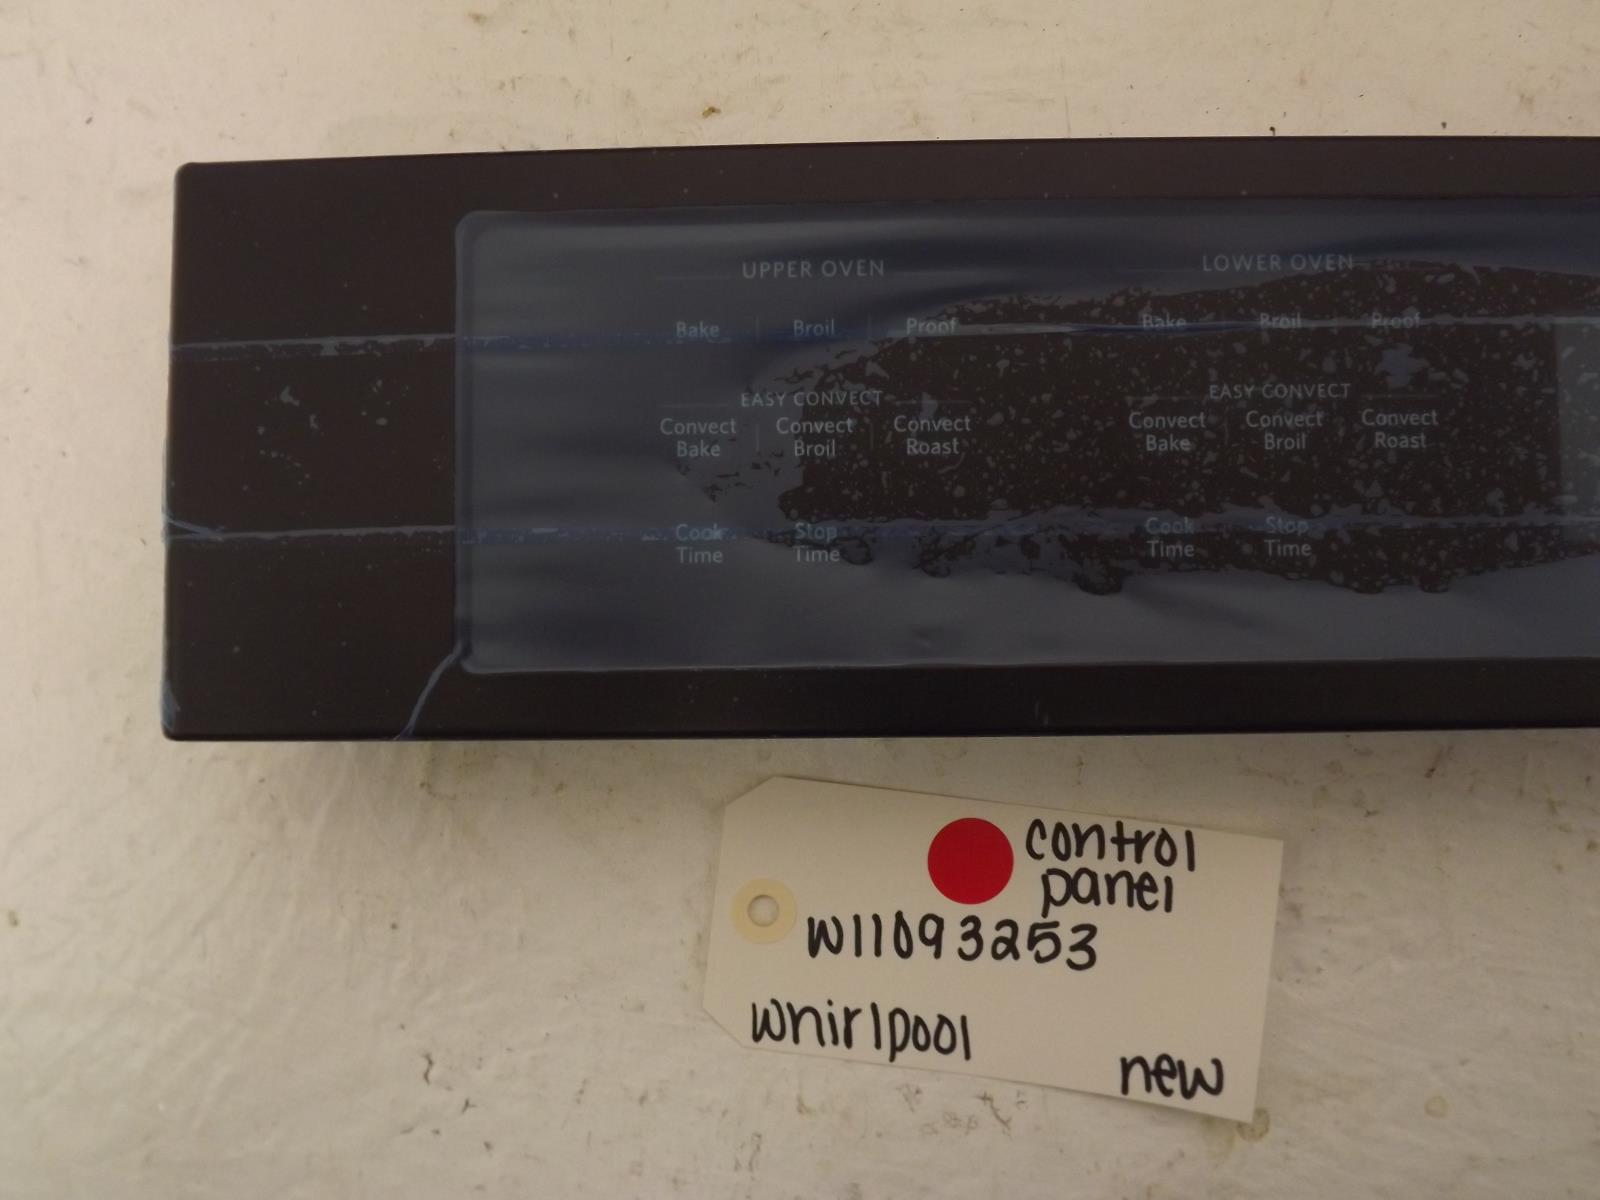 UPPER OVEN
LOWER OVEN
Bake Broil Proof
Bake Broil Proof
EASY CONVECT
EASY CONVECT
Convect Convect Convect
Bake Broil Roast
Convect Convect Convect
Bake Broil Roast
Cook Stop
Time Time
Cook Stop
Time Time
control
panel
W11093253
Whirlpool
new